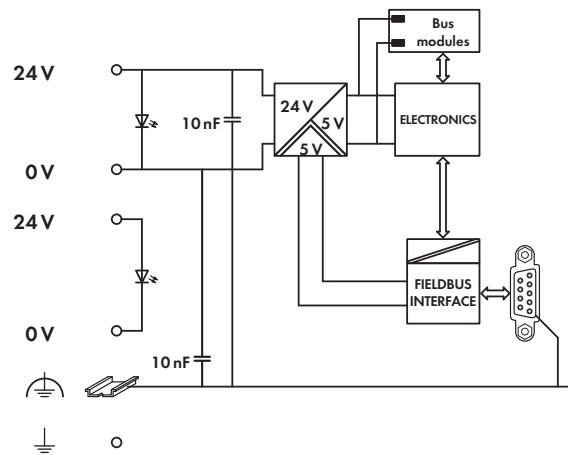 Bus
modules
24 V
24 V
5 V
10 nF
5 V
ELECTRONICS
0 V
24 V
FIELDBUS
INTERFACE
0 V
10 nF